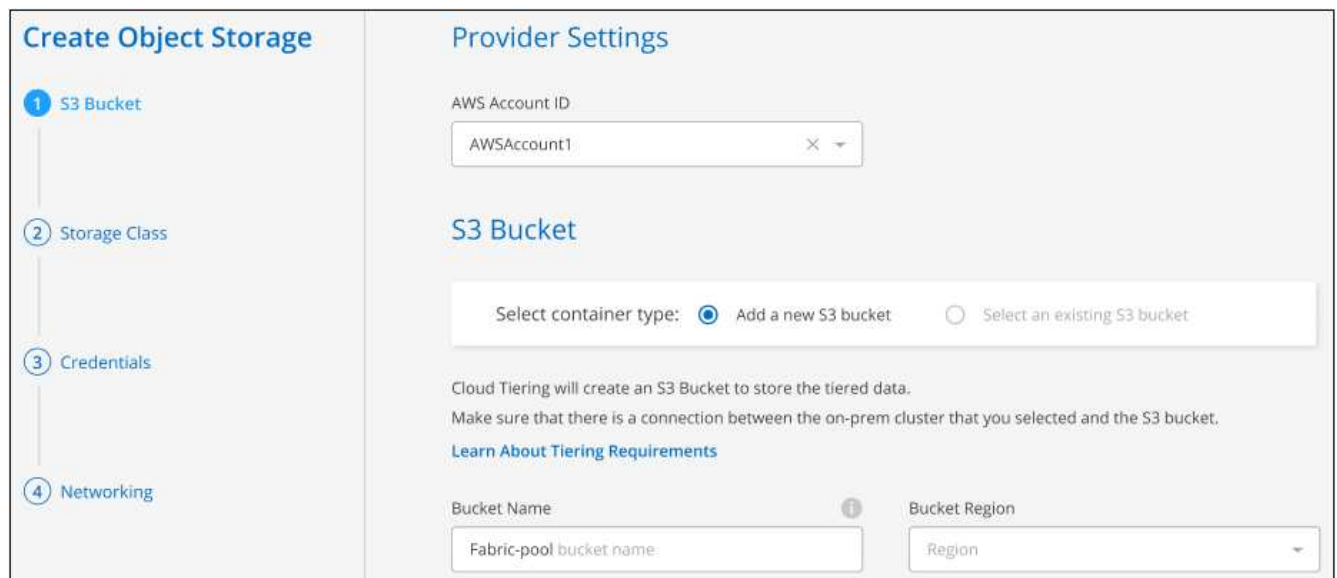 Create Object Storage
1 S3 Bucket
2 Storage Class
3 Credentials
4 Networking
Provider Settings
AWS Account ID
AWSAccount1
S3 Bucket
Select container type: Add a new S3 bucket Select an existing S3 bucket
Cloud Tiering will create an S3 Bucket to store the tiered data.
Make sure that there is a connection between the on-prem cluster that you selected and the S3 bucket.
Learn About Tiering Requirements
Bucket Name Bucket Region
Fabric-pool bucket name Region